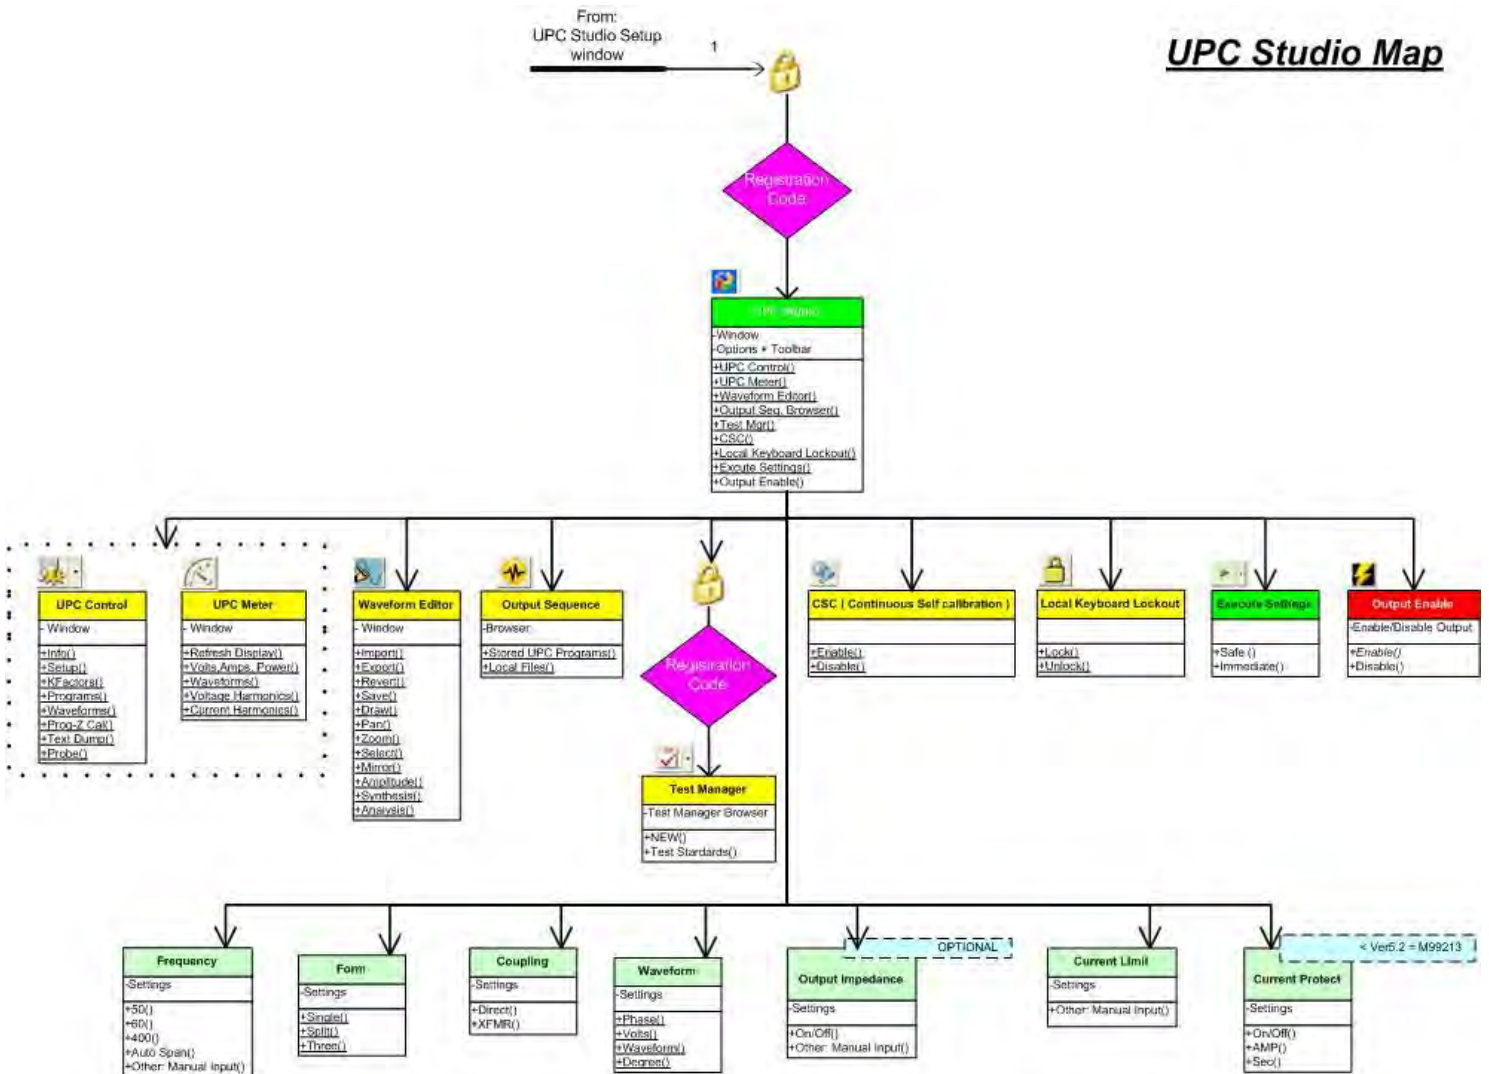 From:
UPC Studio Setup
window
1
UPC Studio Map
Registration
Code
UPC Studio
-Window
-Options + Toolbar
+UPC Control()
+UPC Meter()
+Waveform Editor()
+Output Seq. Browser()
+Test Mgr()
+CSC()
+Local Keyboard Lockout()
+Excute Settings()
+Output Enable()
UPC Control
- Window
+Info()
+Setup()
+KFactors()
+Programs()
+Waveforms()
+Prog-Z Cal()
+Text Dump()
+Probe()
UPC Meter
- Window
+Refresh Display()
+Volts,Amps, Power()
+Waveforms()
+Voltage Harmonics()
+Current Harmonics()
Waveform Editor
- Window
+Import()
+Export()
+Revert()
+Save()
+Draw()
+Pan()
+Zoom()
+Select()
+Mirror()
+Amplitude()
+Synthesis()
+Analysis()
Output Sequence
-Browser
+Stored UPC Programs()
+Local Files()
Registration
Code
Test Manager
-Test Manager Browser
+NEW()
+Test Stardards()
CSC ( Continuous Self calibration )
+Enable()
+Disable()
Local Keyboard Lockout
+Lock()
+Unlock()
Execute Settings
+Safe ()
+Immediate()
Output Enable
-Enable/Disable Output
+Enable()
+Disable()
Frequency
-Settings
+50()
+60()
+400()
+Auto Span()
+Other: Manual Input()
Form
-Settings
+Single()
+Split()
+Three()
Coupling
-Settings
+Direct()
+XFMR()
Waveform
-Settings
+Phase()
+Volts()
+Waveform()
+Degree()
OPTIONAL
Output Impedance
-Settings
+On/Off()
+Other: Manual Input()
Current Limit
-Settings
+Other: Manual Input()
< Ver5.2 = M99213
Current Protect
-Settings
+On/Off()
+AMP()
+Sec()